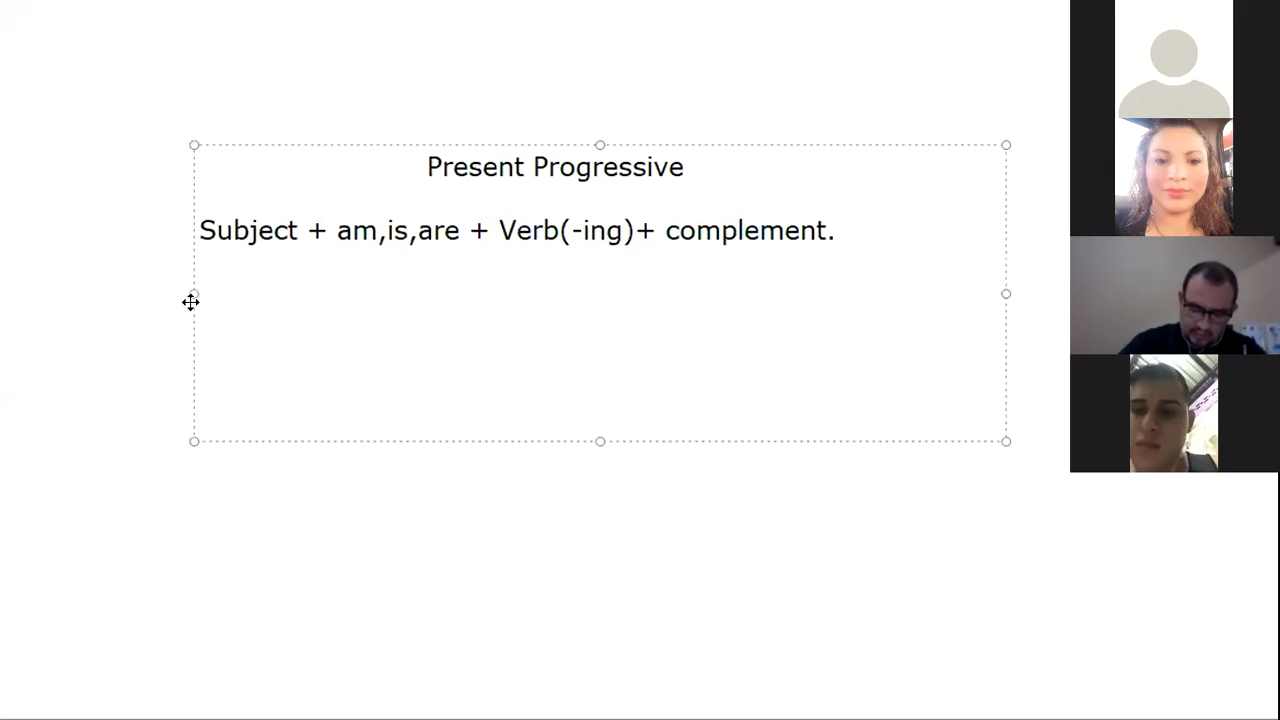 Present Progressive
Subject + am,is,are + Verb(-ing)+ complement.